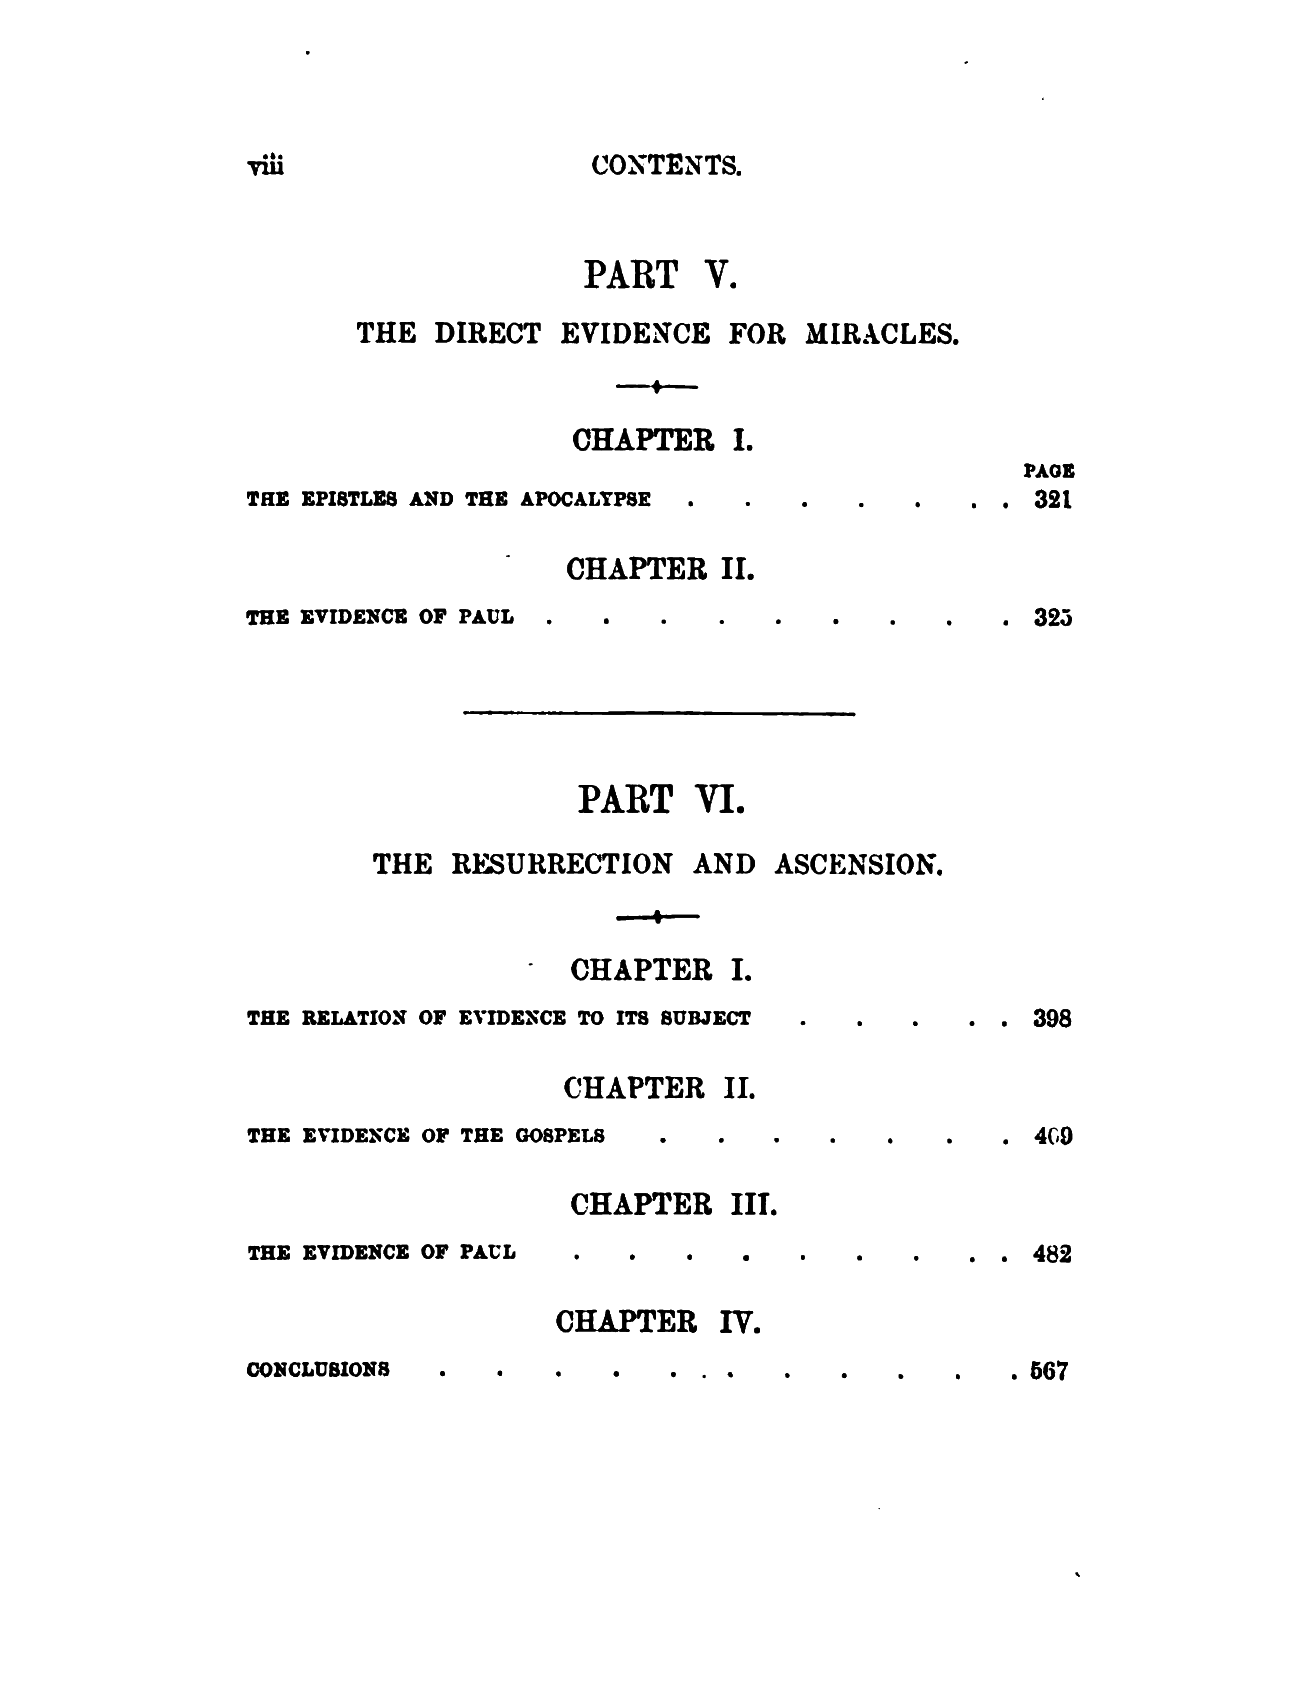 viii CONTENTS.
PART V.
THE DIRECT EVIDENCE FOR MIRACLES.
CHAPTER I.
PAGE
THE EPISTLES AND THE APOCALYPSE . . . . . . . 321
CHAPTER II.
THE EVIDENCE OF PAUL . . . . . . . . . 325
PART VI.
THE RESURRECTION AND ASCENSION.
CHAPTER I.
THE RELATION OF EVIDENCE TO ITS SUBJECT . . . . . 398
CHAPTER II.
THE EVIDENCE OF THE GOSPELS . . . . . . . 409
CHAPTER III.
THE EVIDENCE OF PAUL . . . . . . . . . 482
CHAPTER IV.
CONCLUSIONS . . . . . . . . . . . . 567